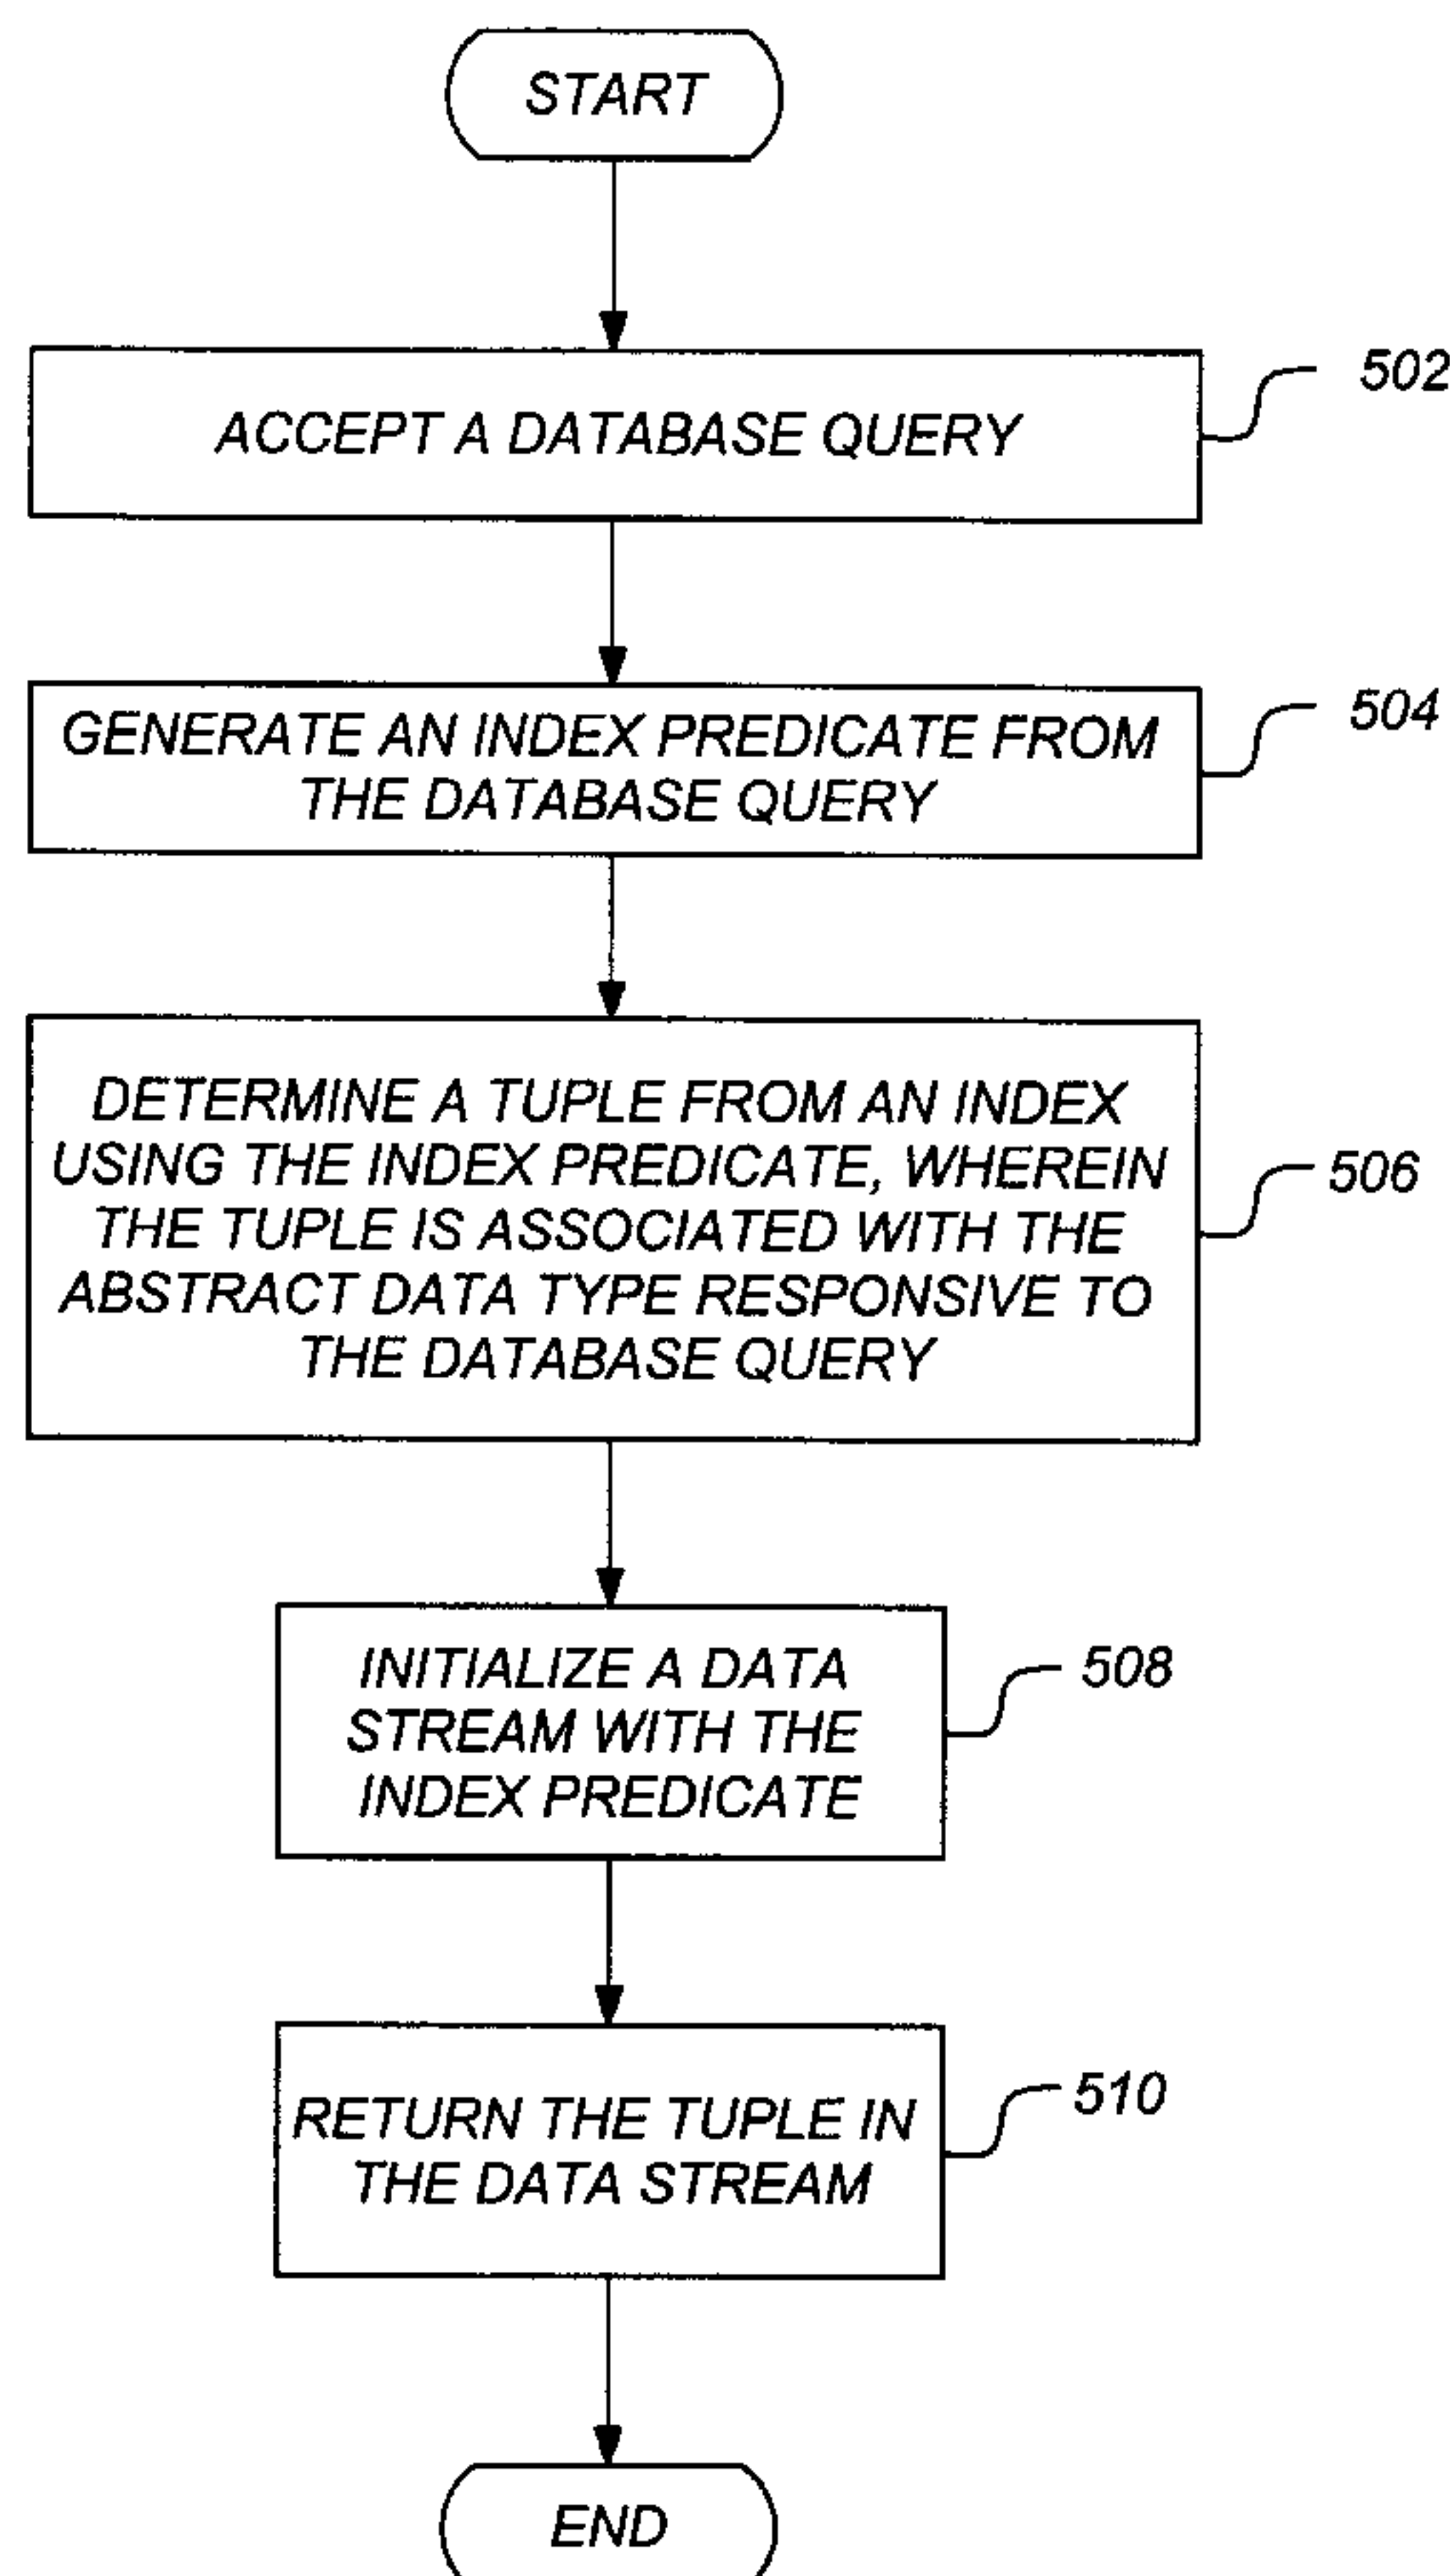 START
ACCEPT A DATABASE QUERY
502
GENERATE AN INDEX PREDICATE FROM
THE DATABASE QUERY
504
DETERMINE A TUPLE FROM AN INDEX
USING THE INDEX PREDICATE, WHEREIN
THE TUPLE IS ASSOCIATED WITH THE
ABSTRACT DATA TYPE RESPONSIVE TO
THE DATABASE QUERY
506
INITIALIZE A DATA
STREAM WITH THE
INDEX PREDICATE
508
RETURN THE TUPLE IN
THE DATA STREAM
510
END